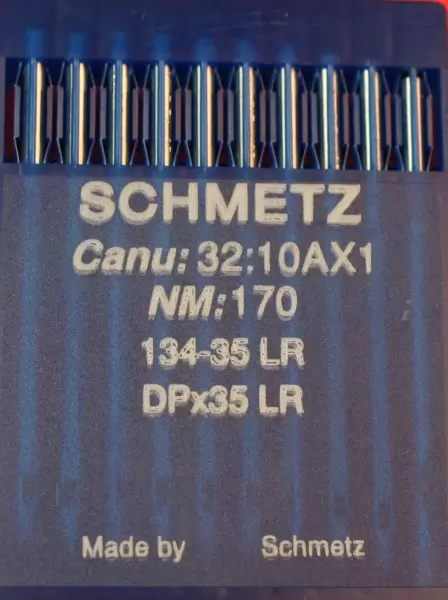 SCHMETZ
Canu: 32:10AX1
NM:170
134-35 LR
DPx35 LR
Made by Schmetz